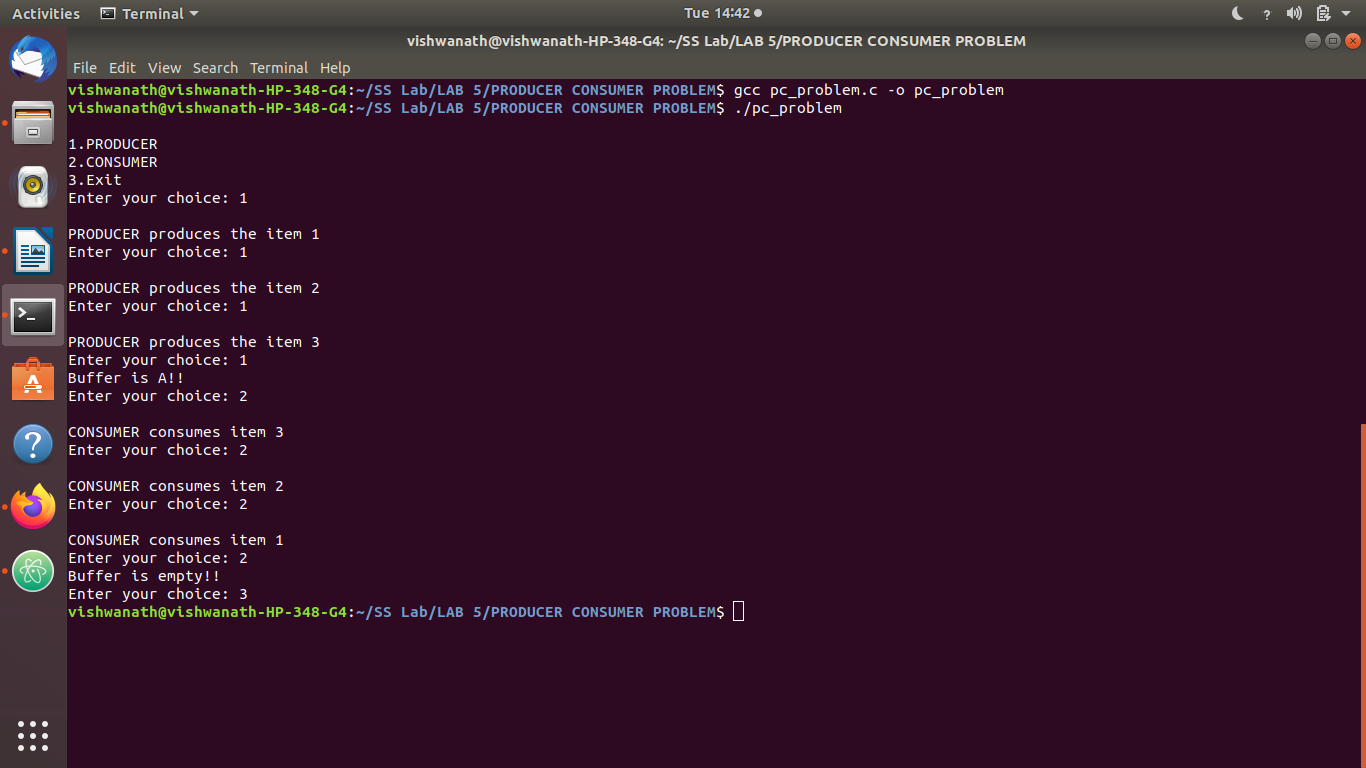 Activities Terminal Tue 14:42
vishwanath@vishwanath-HP-348-G4: ~/SS Lab/LAB 5/PRODUCER CONSUMER PROBLEM
File Edit View Search Terminal Help
vishwanath@vishwanath-HP-348-G4:~/SS Lab/LAB 5/PRODUCER CONSUMER PROBLEM$ gcc pc_problem.c -o pc_problem
vishwanath@vishwanath-HP-348-G4:~/SS Lab/LAB 5/PRODUCER CONSUMER PROBLEM$ ./pc_problem
1.PRODUCER
2.CONSUMER
3.Exit
Enter your choice: 1
PRODUCER produces the item 1
Enter your choice: 1
PRODUCER produces the item 2
Enter your choice: 1
PRODUCER produces the item 3
Enter your choice: 1
Buffer is A!!
Enter your choice: 2
CONSUMER consumes item 3
Enter your choice: 2
CONSUMER consumes item 2
Enter your choice: 2
CONSUMER consumes item 1
Enter your choice: 2
Buffer is empty!!
Enter your choice: 3
vishwanath@vishwanath-HP-348-G4:~/SS Lab/LAB 5/PRODUCER CONSUMER PROBLEM$